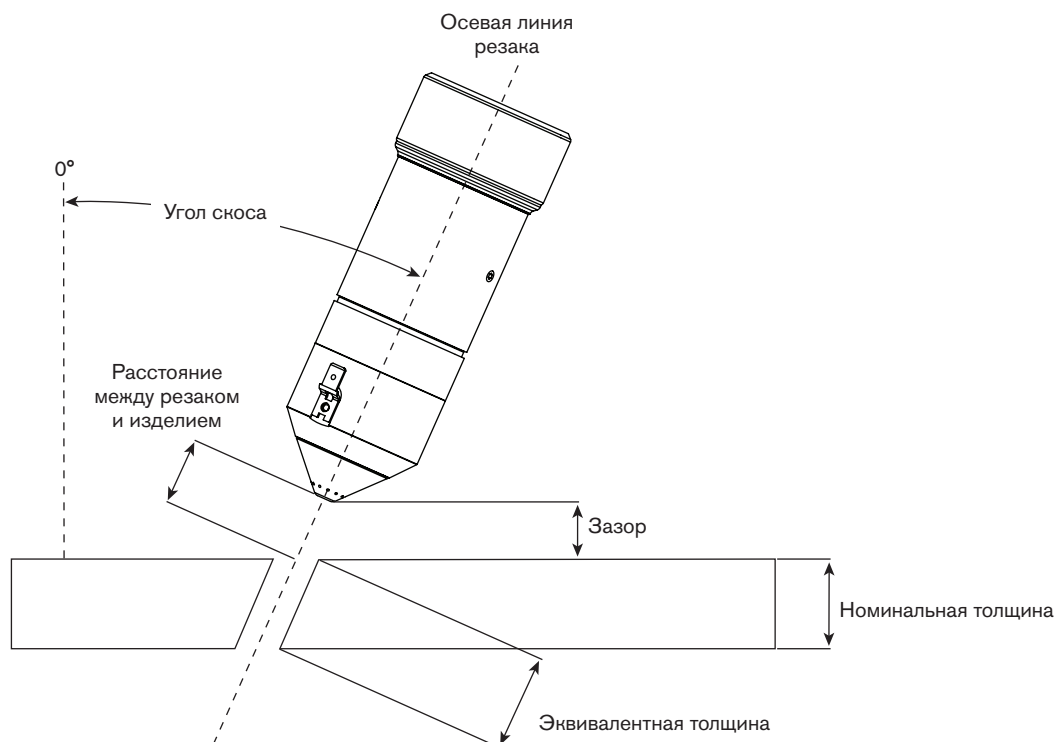 Осевая линия
резака
0°
Угол скоса
Расстояние
между резаком
и изделием
Зазор
Номинальная толщина
Эквивалентная толщина